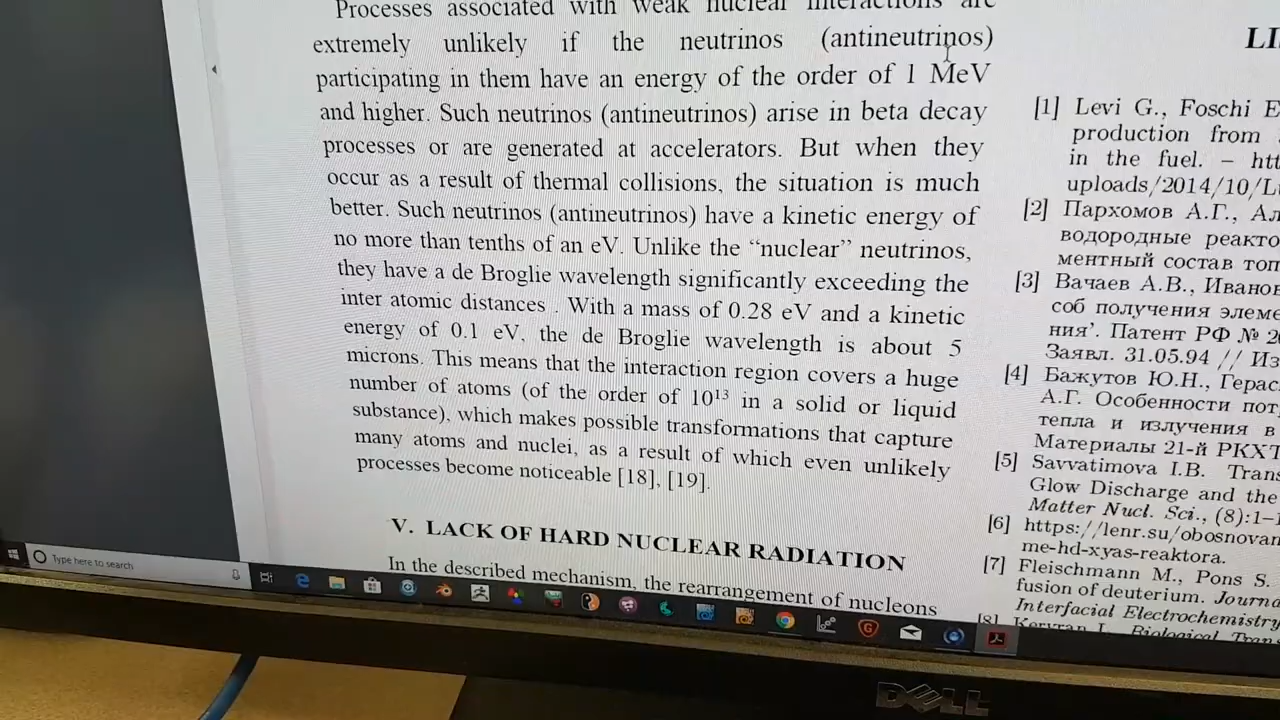 Processes associated with weak nuclear interactions are
extremely unlikely if the neutrinos (antineutrinos)
participating in them have an energy of the order of 1 MeV
and higher. Such neutrinos (antineutrinos) arise in beta decay
processes or are generated at accelerators. But when they
occur as a result of thermal collisions, the situation is much
better. Such neutrinos (antineutrinos) have a kinetic energy of
no more than tenths of an eV. Unlike the “nuclear” neutrinos,
they have a de Broglie wavelength significantly exceeding the
inter atomic distances . With a mass of 0.28 eV and a kinetic
energy of 0.1 eV, the de Broglie wavelength is about 5
microns. This means that the interaction region covers a huge
number of atoms (of the order of 10¹³ in a solid or liquid
substance), which makes possible transformations that capture
many atoms and nuclei, as a result of which even unlikely
processes become noticeable [18], [19].
V. LACK OF HARD NUCLEAR RADIATION
In the described mechanism, the rearrangement of nucleons
LI
[1] Levi G., Foschi E
production from
in the fuel. – htt
uploads/2014/10/L
[2] Пархомов А.Г., Ал
водородные реакто
ментный состав топ
[3] Вачаев А.В., Иванов
соб получения элеме
ния'. Патент РФ № 2
Заявл. 31.05.94 // Из
[4] Бажутов Ю.Н., Герас
А.Г. Особенности пот
тепла и излучения в
Материалы 21-й РКХТ
[5] Savvatimova I.B. Trans
Glow Discharge and the
Matter Nucl. Sci., (8):1–
[6] https://lenr.su/obosnovan
me-hd-xyas-reaktora.
[7] Fleischmann M., Pons S.
fusion of deuterium. Journa
Interfacial Electrochemistry
[8] Kervran L. Biological Trans
Type here to search
DELL